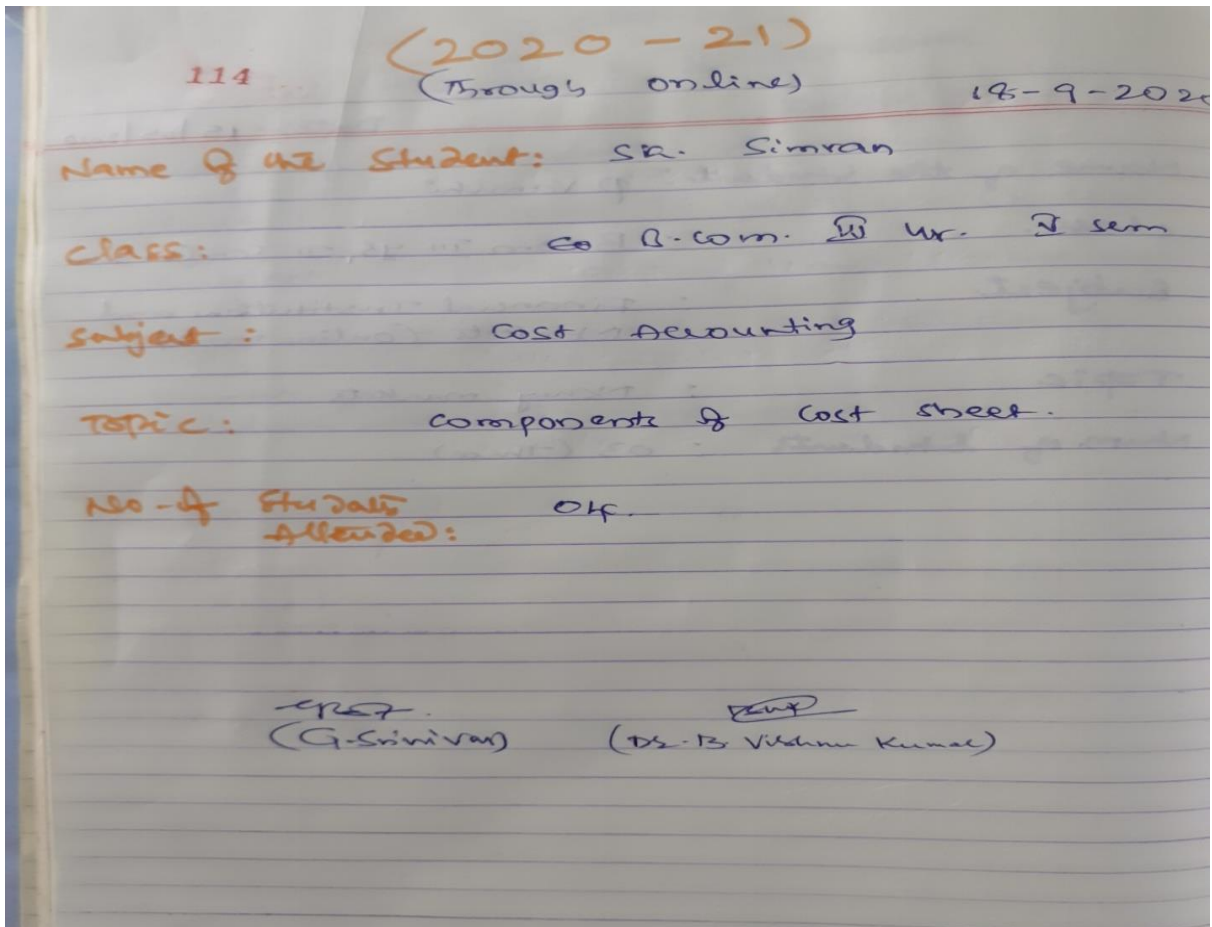 (2020 - 21)
114 (Through online) 18-9-202
Name of the Student: SK. Simran
Class: B.com. III yr. V sem
Subject: Cost Accounting
Topic: components of cost sheet.
No-of Students 04.
Attended:
(G. Srinivas) (Dr. B Vishnu Kumar)